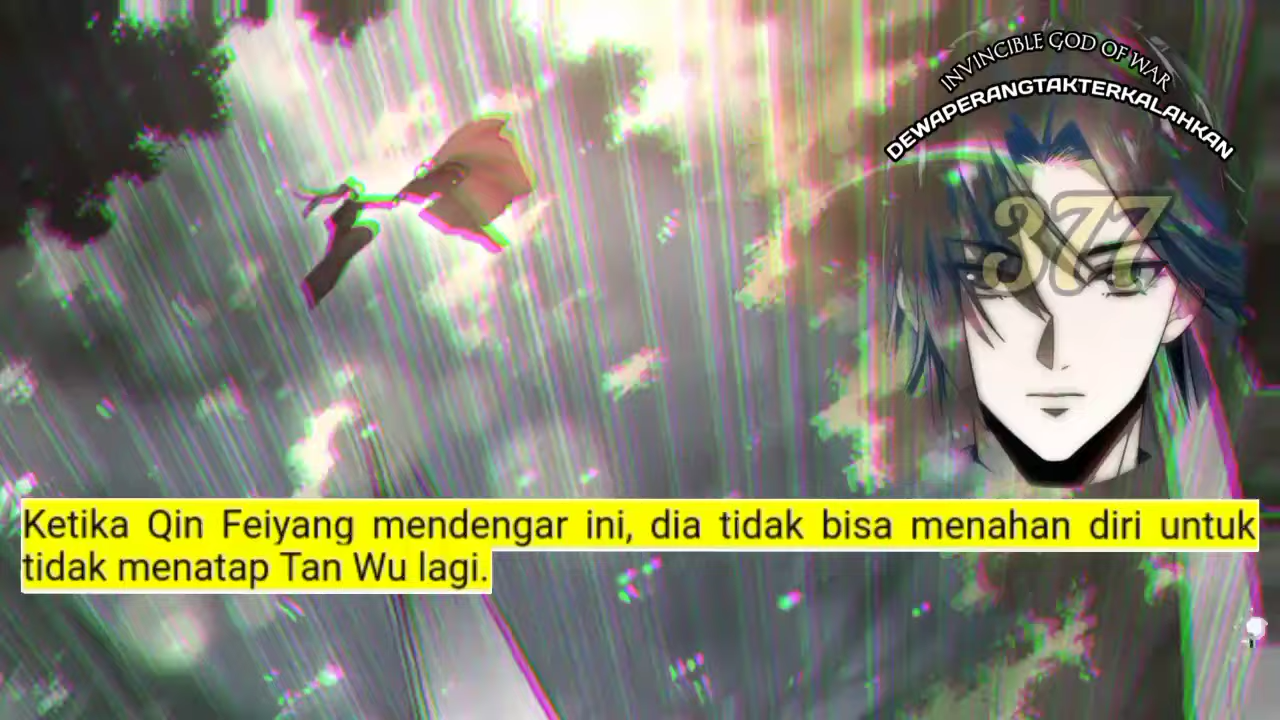 INVINCIBLE GOD OF WAR
DEWAPERANGTAKTERKALAHKAN
377
Ketika Qin Feiyang mendengar ini, dia tidak bisa menahan diri untuk
tidak menatap Tan Wu lagi.